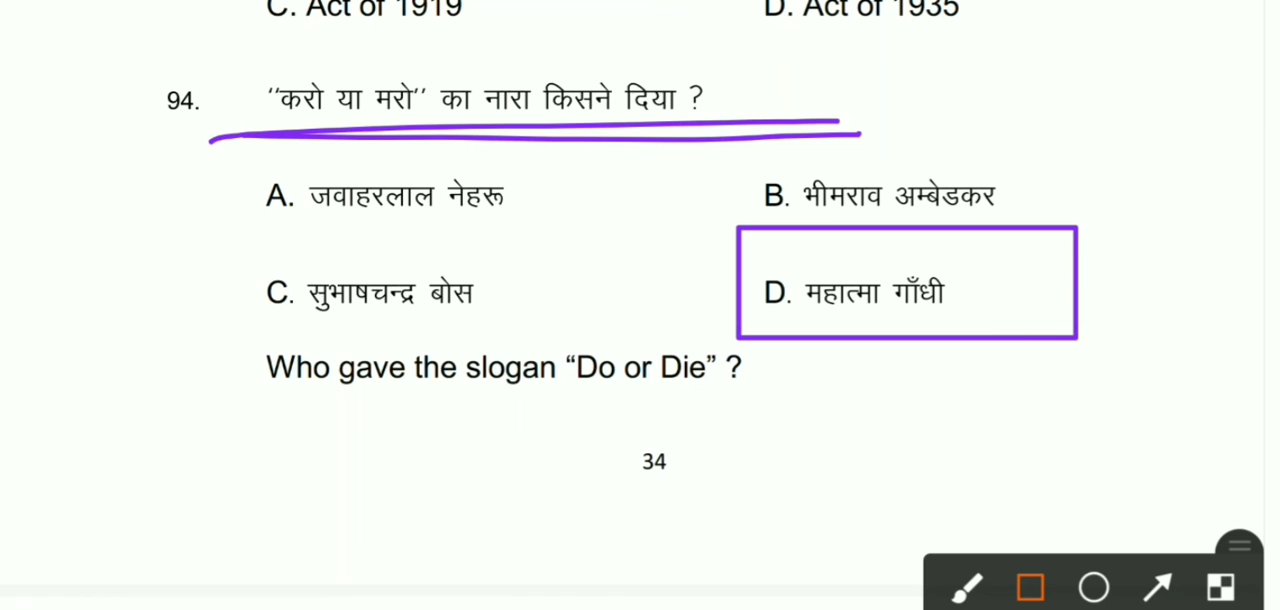 C. Act of 1919 D. Act of 1935
94. ‘‘करो या मरो’’ का नारा किसने दिया ?
A. जवाहरलाल नेहरू B. भीमराव अम्बेडकर
C. सुभाषचन्द्र बोस D. महात्मा गाँधी
Who gave the slogan “Do or Die” ?
34